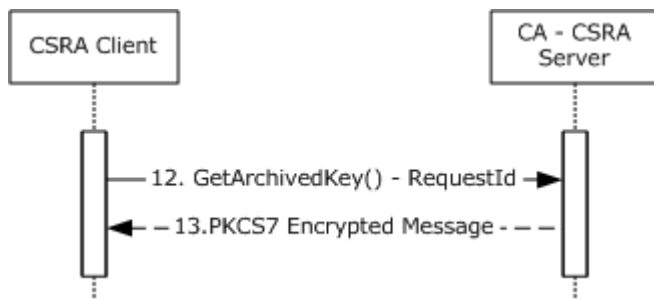 CSRA Client
CA - CSRA
Server
12. GetArchivedKey() - RequestId
13.PKCS7 Encrypted Message